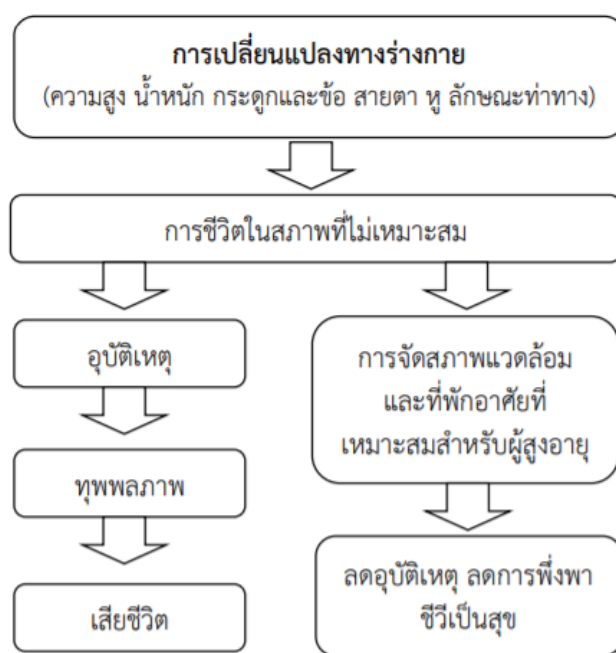 การเปลี่ยนแปลงทางร่างกาย
(ความสูง น้ำหนัก กระดูกและข้อ สายตา หู ลักษณะท่าทาง)
การชีวิตในสภาพที่ไม่เหมาะสม
อุบัติเหตุ
ทุพพลภาพ
เสียชีวิต
การจัดสภาพแวดล้อม
และที่พักอาศัยที่
เหมาะสมสำหรับผู้สูงอายุ
ลดอุบัติเหตุ ลดการพึ่งพา
ชีวีเป็นสุข